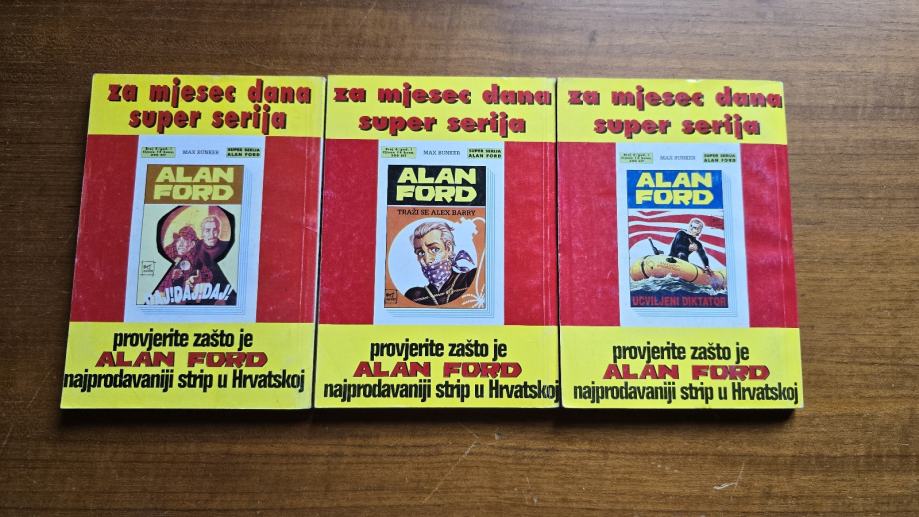 za mjesec dana
super serija
MAX BUNKER
SUPER SERIJA
ALAN FORD
ALAN
FORD
DAJ!DAJ!DAJ!
provjerite zašto je
ALAN FORD
najprodavaniji strip u Hrvatskoj
za mjesec dana
super serija
MAX BUNKER
SUPER SERIJA
ALAN FORD
ALAN
FORD
TRAŽI SE ALEX BARRY
provjerite zašto je
ALAN FORD
najprodavaniji strip u Hrvatskoj
za mjesec dana
super serija
MAX BUNKER
SUPER SERIJA
ALAN FORD
ALAN
FORD
UCVILJENI DIKTATOR
provjerite zašto je
ALAN FORD
najprodavaniji strip u Hrvatskoj